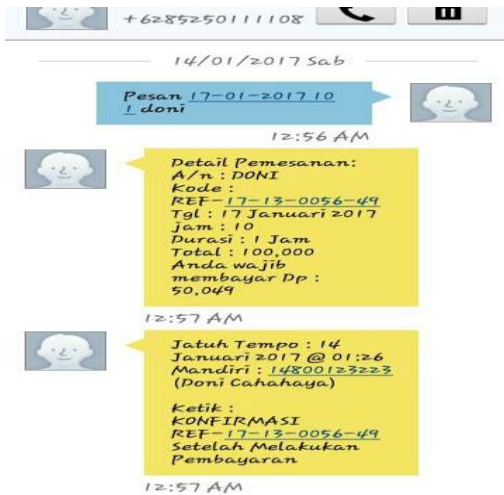 +6285250111108
14/01/2017 Sab
Pesan 17-01-2017 10
1 doni
12:56 AM
Detail Pemesanan:
A/n : DONI
Kode :
REF-17-13-0056-49
Tgl : 17 Januari 2017
jam : 10
Durasi : 1 Jam
Total : 100,000
Anda wajib
membayar Dp :
50,049
12:57 AM
Jatuh Tempo : 14
Januari 2017 @ 01:26
Mandiri : 14800123223
(Doni Cahahaya)
Ketik :
KONFIRMASI
REF-17-13-0056-49
Setelah Melakukan
Pembayaran
12:57 AM